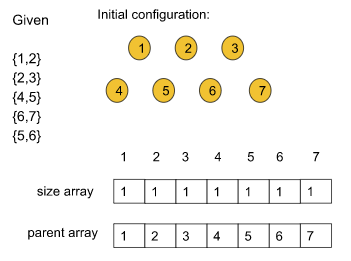 Given
Initial configuration:
{1,2}
{2,3}
{4,5}
{6,7}
{5,6}
1 2 3
4 5 6 7
1 2 3 4 5 6 7
size array 1 1 1 1 1 1 1
parent array 1 2 3 4 5 6 7